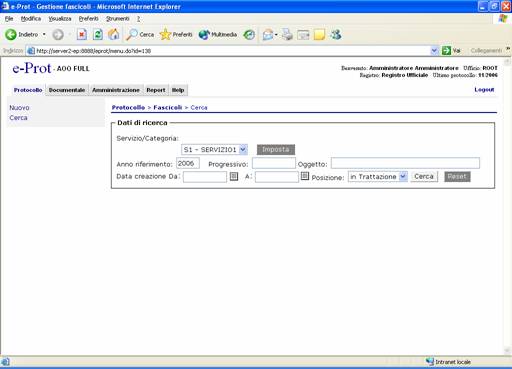 e-Prot - Gestione fascicoli - Microsoft Internet Explorer
File Modifica Visualizza Preferiti Strumenti ?
Indietro Cerca Preferiti Multimedia
Indirizzo http://server2-ep:8888/eprot/menu.do?id=138 Vai Collegamenti »
e-Prot - AOO FULL
Benvenuto: Amministratore Amministratore Ufficio: ROOT
Registro: Registro Ufficiale - Ultimo protocollo: 11/2006
Protocollo Documentale Amministrazione Report Help Logout
Nuovo
Cerca
Protocollo > Fascicoli > Cerca
Dati di ricerca
Servizio/Categoria:
S1 - SERVIZIO1 Imposta
Anno riferimento: 2006 Progressivo: Oggetto:
Data creazione Da: A: Posizione: in Trattazione Cerca Reset
Intranet locale